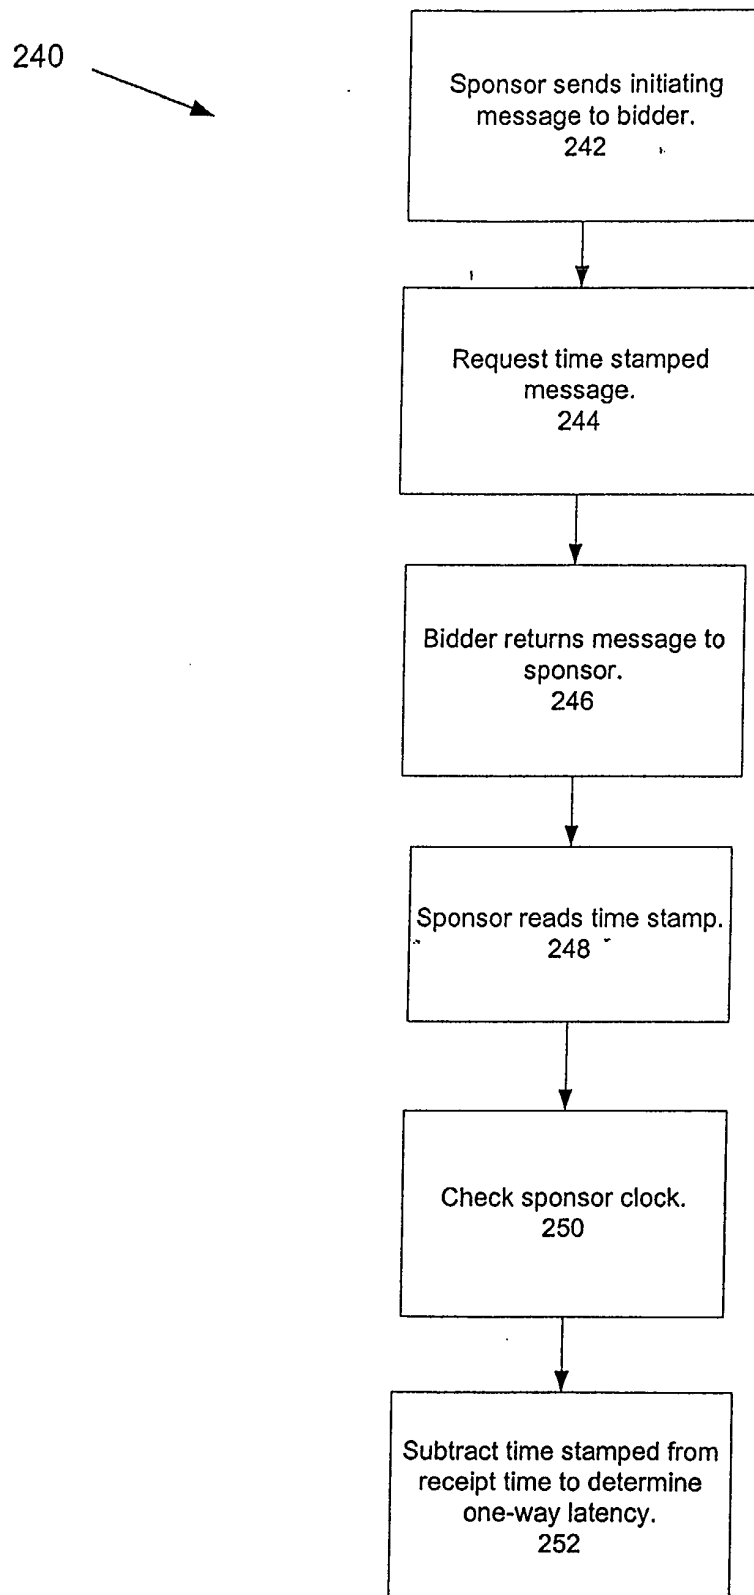 240
Sponsor sends initiating
message to bidder.
242
Request time stamped
message.
244
Bidder returns message to
sponsor.
246
Sponsor reads time stamp.
248
Check sponsor clock.
250
Subtract time stamped from
receipt time to determine
one-way latency.
252